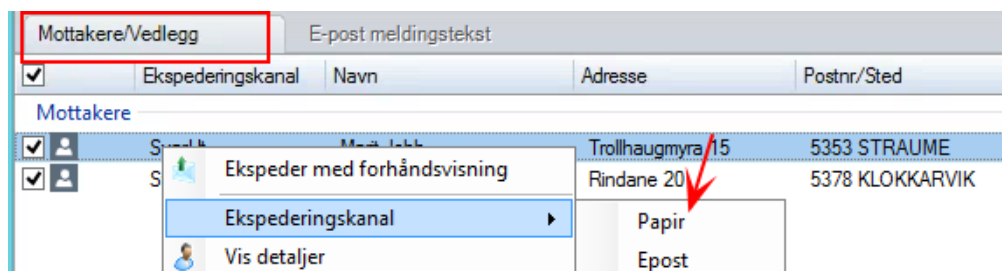 Mottakere/Vedlegg E-post meldingstekst
Ekspederingskanal Navn Adresse Postnr/Sted
Mottakere
Trollhaugmyra 15 5353 STRAUME
Ekspeder med forhåndsvisning Rindane 20 5378 KLOKKARVIK
Ekspederingskanal Papir
Vis detaljer Epost